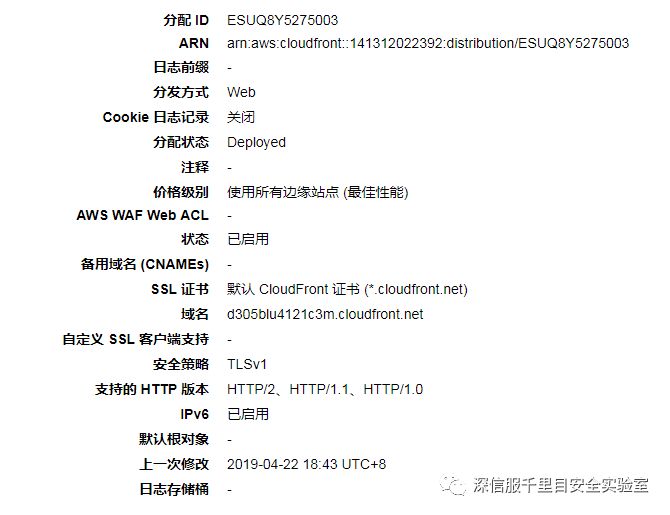 分配 ID ESUQ8Y5275003
ARN arn:aws:cloudfront::141312022392:distribution/ESUQ8Y5275003
日志前缀 -
分发方式 Web
Cookie 日志记录 关闭
分配状态 Deployed
注释 -
价格级别 使用所有边缘站点 (最佳性能)
AWS WAF Web ACL -
状态 已启用
备用域名 (CNAMEs) -
SSL 证书 默认 CloudFront 证书 (*.cloudfront.net)
域名 d305blu4121c3m.cloudfront.net
自定义 SSL 客户端支持 -
安全策略 TLSv1
支持的 HTTP 版本 HTTP/2、HTTP/1.1、HTTP/1.0
IPv6 已启用
默认根对象 -
上一次修改 2019-04-22 18:43 UTC+8
日志存储桶 -
深信服千里目安全实验室